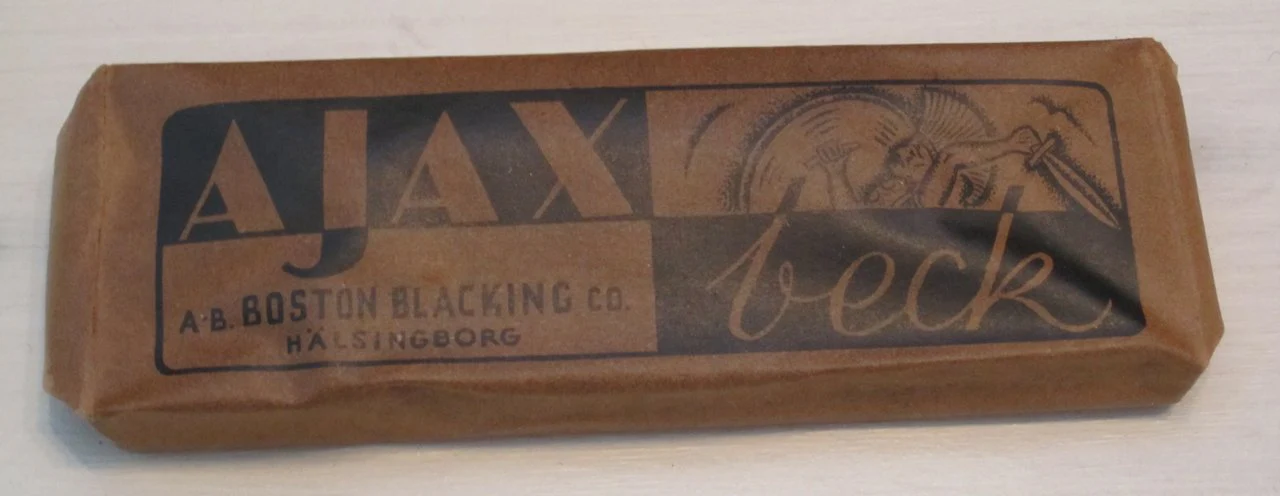 AJAX
beck
A·B. BOSTON BLACKING CO.
HÄLSINGBORG